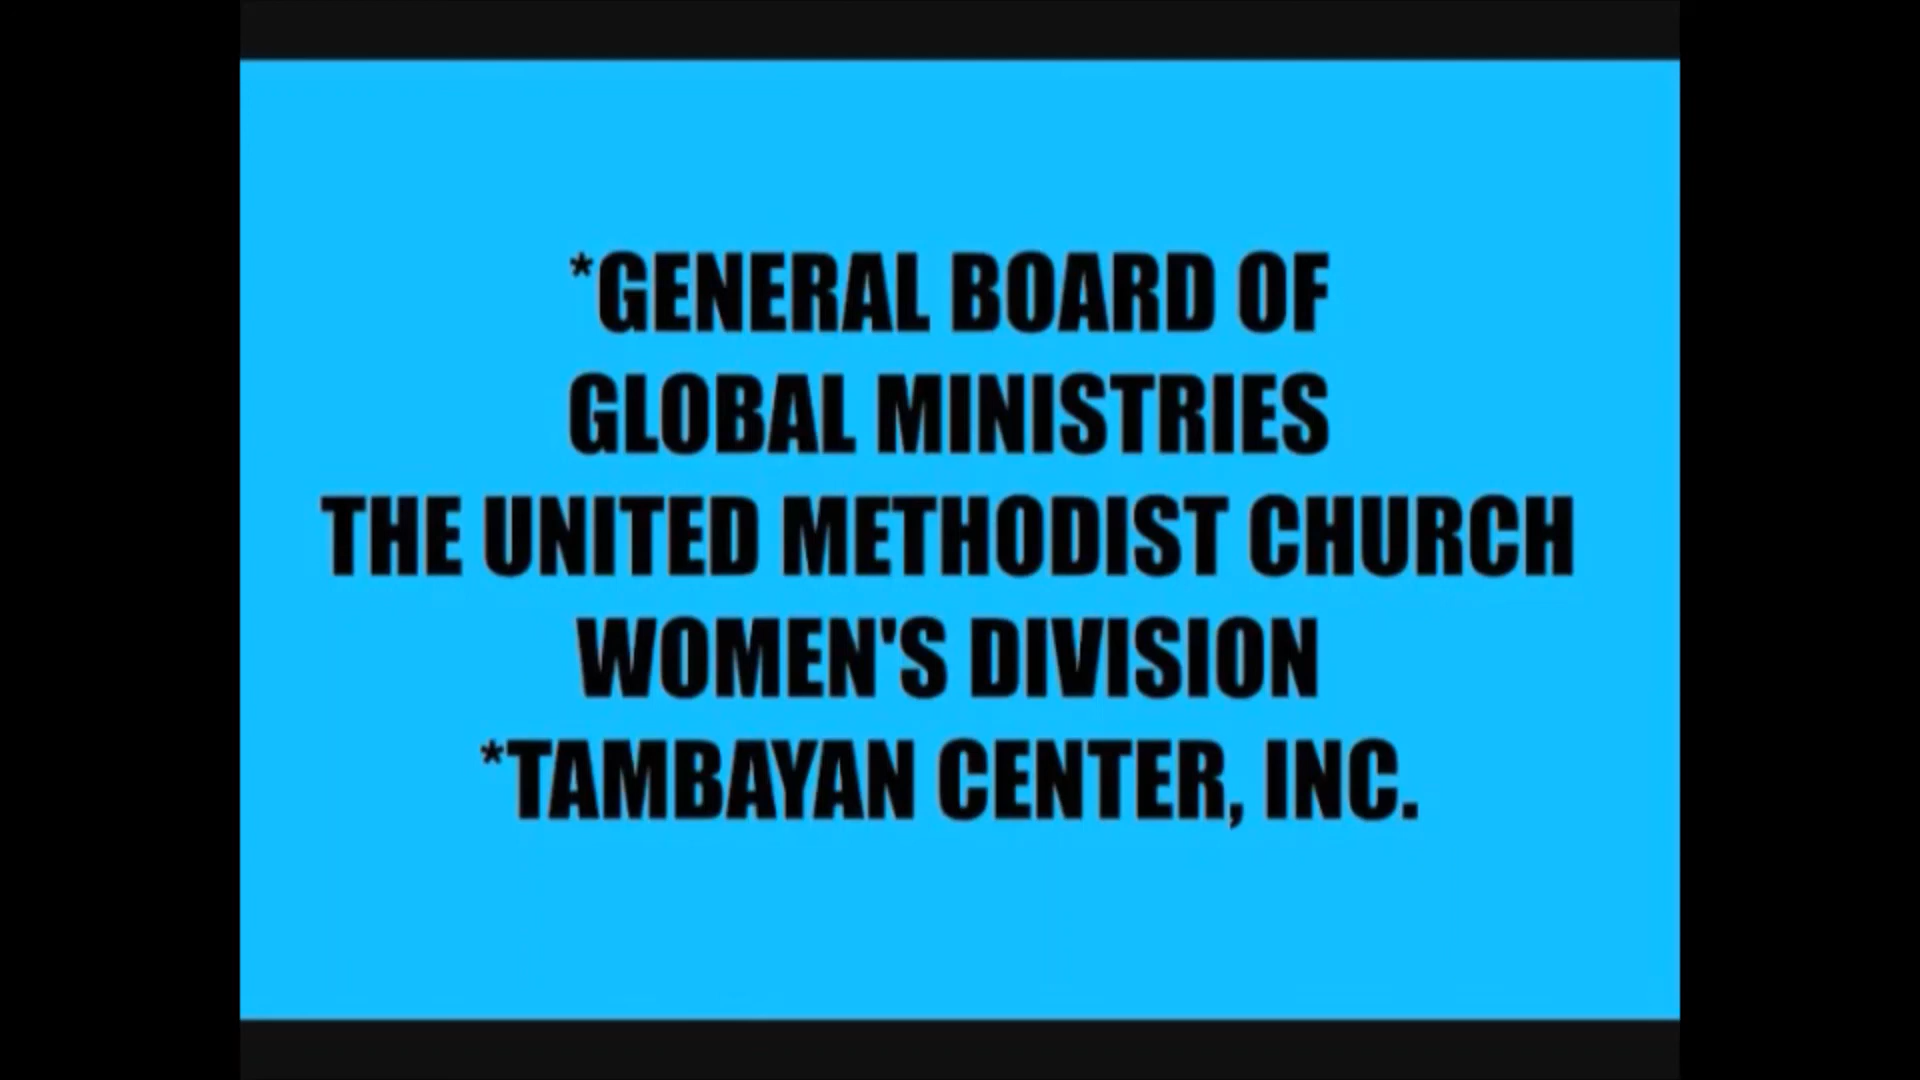 *GENERAL BOARD OF
GLOBAL MINISTRIES
THE UNITED METHODIST CHURCH
WOMEN'S DIVISION
*TAMBAYAN CENTER, INC.